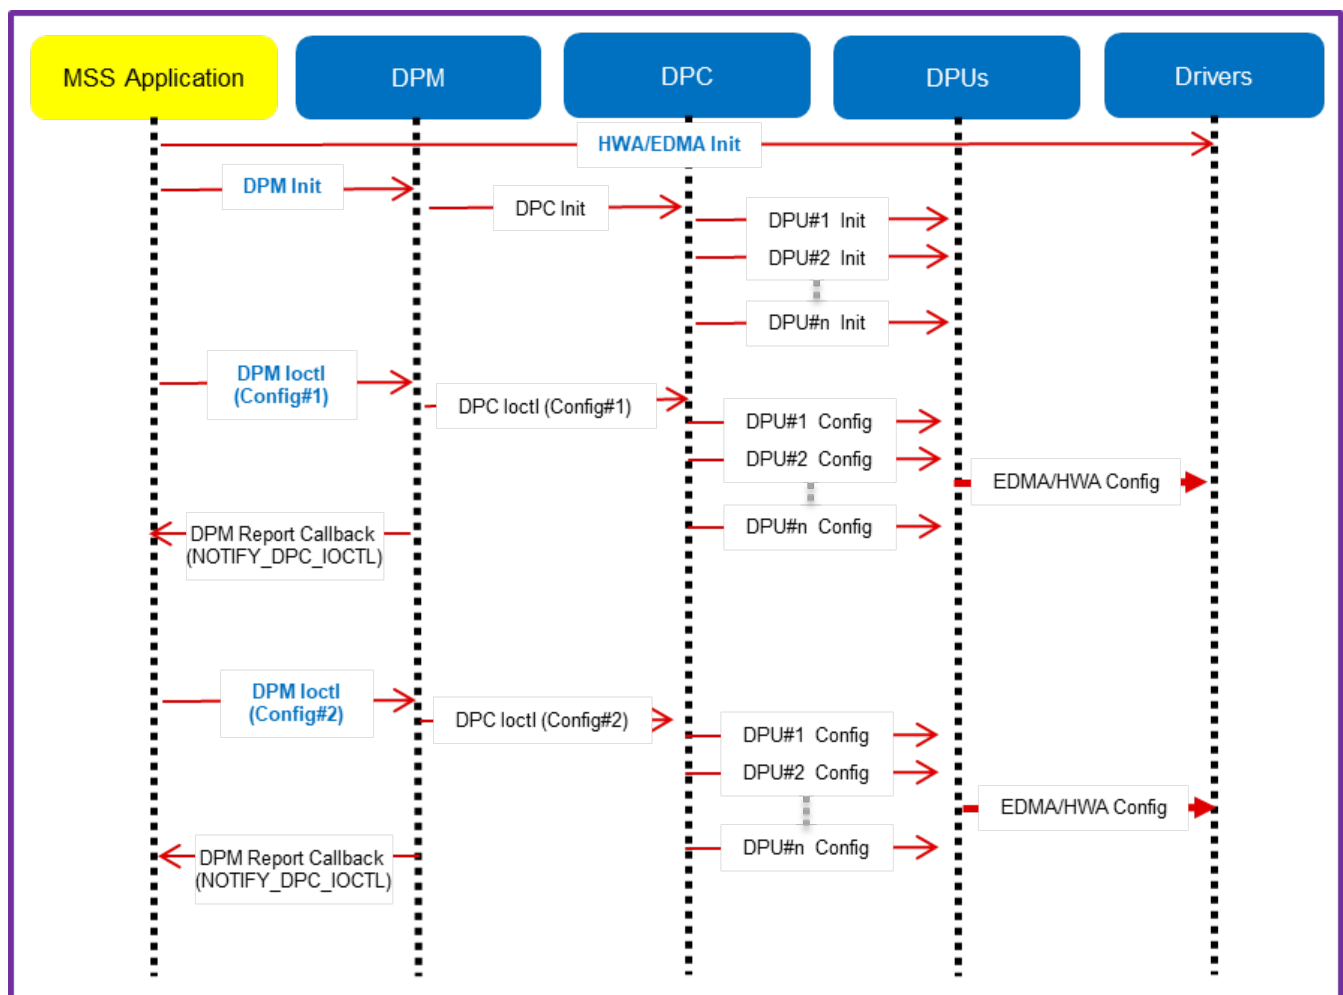 MSS Application
DPM
DPC
DPUs
Drivers
HWA/EDMA Init
DPM Init
DPC Init
DPU#1 Init
DPU#2 Init
DPU#n Init
DPM Ioctl
(Config#1)
DPC Ioctl (Config#1)
DPU#1 Config
DPU#2 Config
EDMA/HWA Config
DPU#n Config
DPM Report Callback
(NOTIFY_DPC_IOCTL)
DPM Ioctl
(Config#2)
DPC Ioctl (Config#2)
DPU#1 Config
DPU#2 Config
EDMA/HWA Config
DPU#n Config
DPM Report Callback
(NOTIFY_DPC_IOCTL)